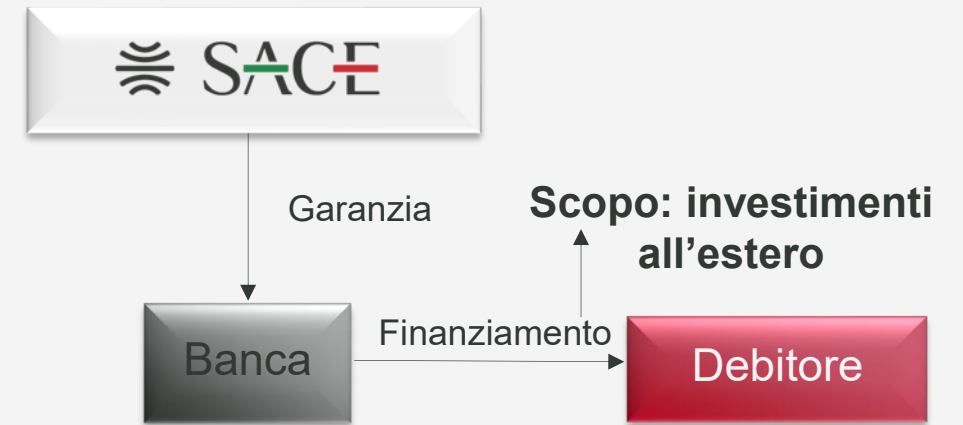 SACE
Garanzia
Scopo: investimenti
all’estero
Banca
Finanziamento
Debitore